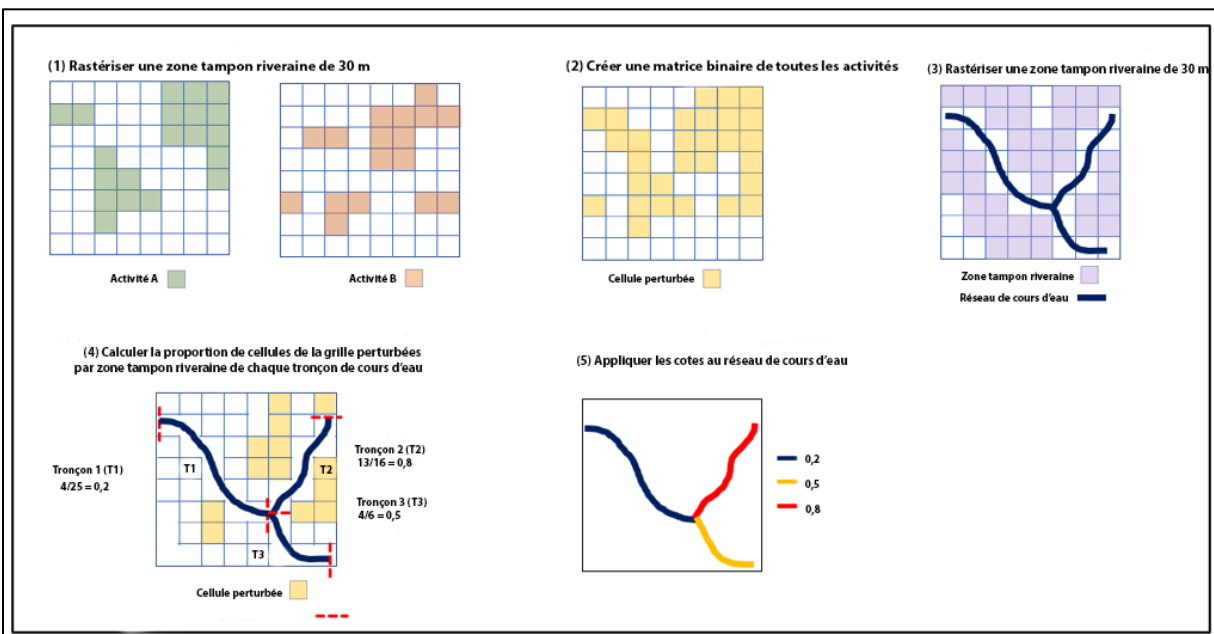 (1) Rastériser une zone tampon riveraine de 30 m
Activité A
Activité B
(2) Créer une matrice binaire de toutes les activités
Cellule perturbée
(3) Rastériser une zone tampon riveraine de 30 m
Zone tampon riveraine
Réseau de cours d'eau
(4) Calculer la proportion de cellules de la grille perturbées
par zone tampon riveraine de chaque tronçon de cours d'eau
Tronçon 1 (T1)
4/25 = 0,2
T1
T2
T3
Tronçon 2 (T2)
13/16 = 0,8
Tronçon 3 (T3)
4/6 = 0,5
Cellule perturbée
(5) Appliquer les cotes au réseau de cours d'eau
0,2
0,5
0,8